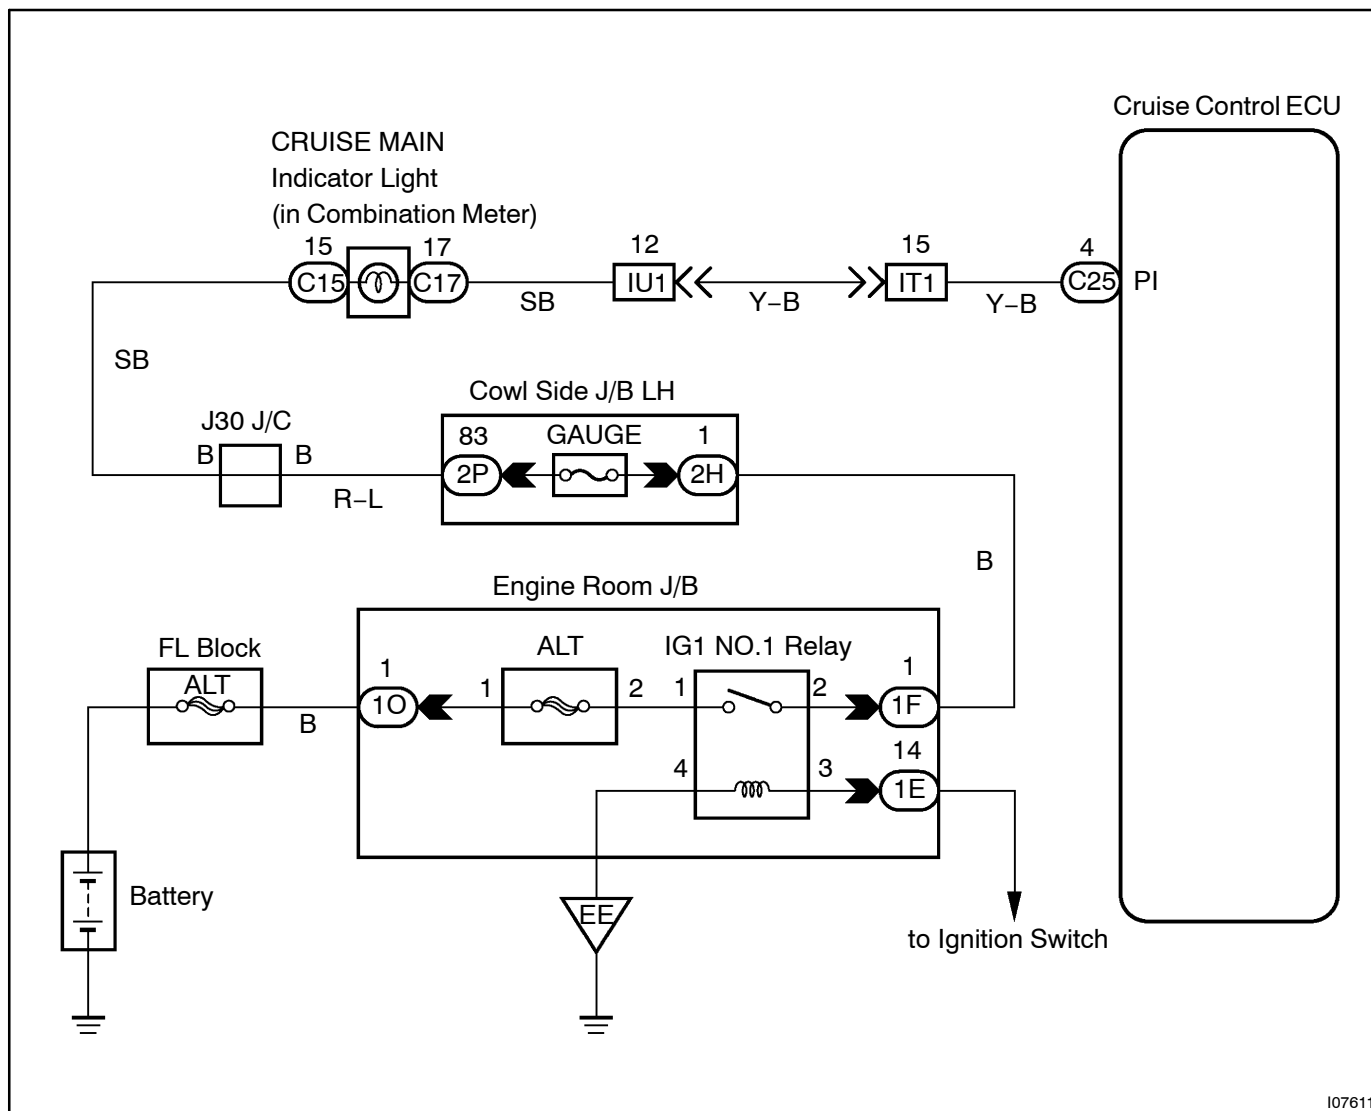 Cruise Control ECU
CRUISE MAIN
Indicator Light
(in Combination Meter)
15
17
12
15
4
C15
C17
IU1
IT1
C25
PI
SB
Y–B
Y–B
SB
Cowl Side J/B LH
J30 J/C
83
GAUGE
1
B
B
2P
2H
R–L
B
Engine Room J/B
FL Block
ALT
IG1 NO.1 Relay
1
1
ALT
1
2
1
2
1O
1F
B
14
4
3
1E
Battery
EE
to Ignition Switch
I07611